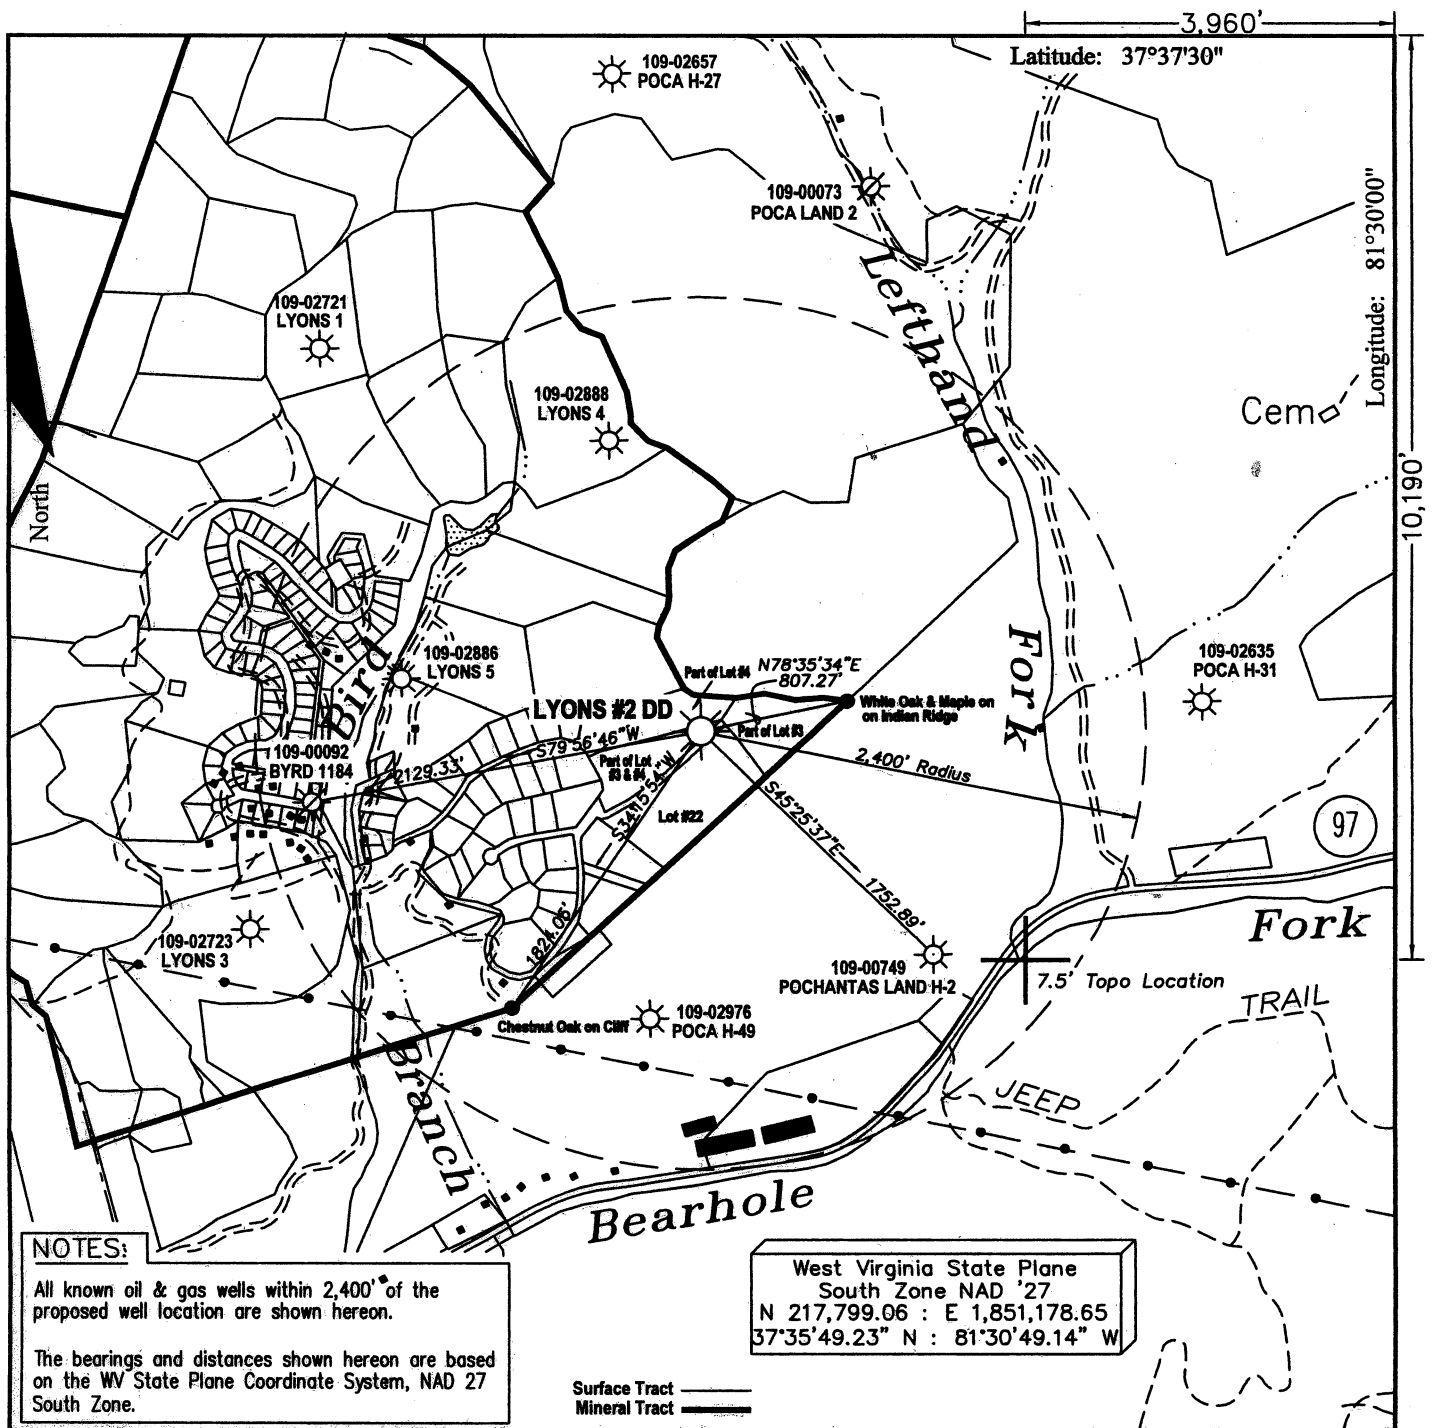 3,960'
Latitude: 37°37'30"
Longitude: 81°30'00"
10,190'
109-02657
POCA H-27
109-00073
POCA LAND 2
Lefthand
Fork
109-02721
LYONS 1
109-02888
LYONS 4
Cem
North
109-02886
LYONS 5
Bird
Branch
109-02635
POCA H-31
Part of Lot #4
N78°35'34"E
807.27'
White Oak & Maple on
on Indian Ridge
LYONS #2 DD
Part of Lot #3
S79°56'46"W
2129.33'
Part of Lot
#3 & #4
109-00092
BYRD 1184
2,400' Radius
S34°15'54"W
1824.06'
Lot #22
S45°25'37"E
1752.89'
97
Fork
109-02723
LYONS 3
109-00749
POCHANTAS LAND H-2
7.5' Topo Location
109-02976
POCA H-49
Chestnut Oak on Cliff
JEEP
TRAIL
Bearhole
NOTES:
All known oil & gas wells within 2,400' of the
proposed well location are shown hereon.
The bearings and distances shown hereon are based
on the WV State Plane Coordinate System, NAD 27
South Zone.
West Virginia State Plane
South Zone NAD '27
N 217,799.06 : E 1,851,178.65
37°35'49.23" N : 81°30'49.14" W
Surface Tract
Mineral Tract